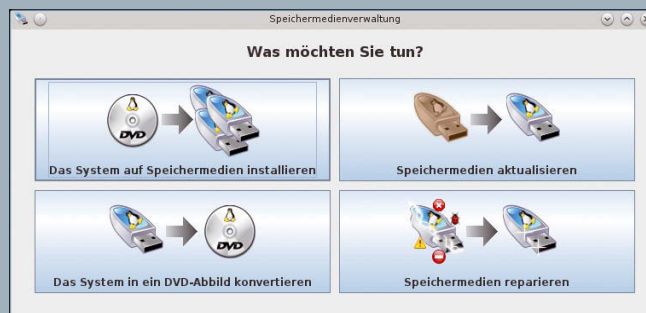 Speichermedienverwaltung
Was möchten Sie tun?
DVD
Das System auf Speichermedien installieren
Speichermedien aktualisieren
DVD
Das System in ein DVD-Abbild konvertieren
Speichermedien reparieren